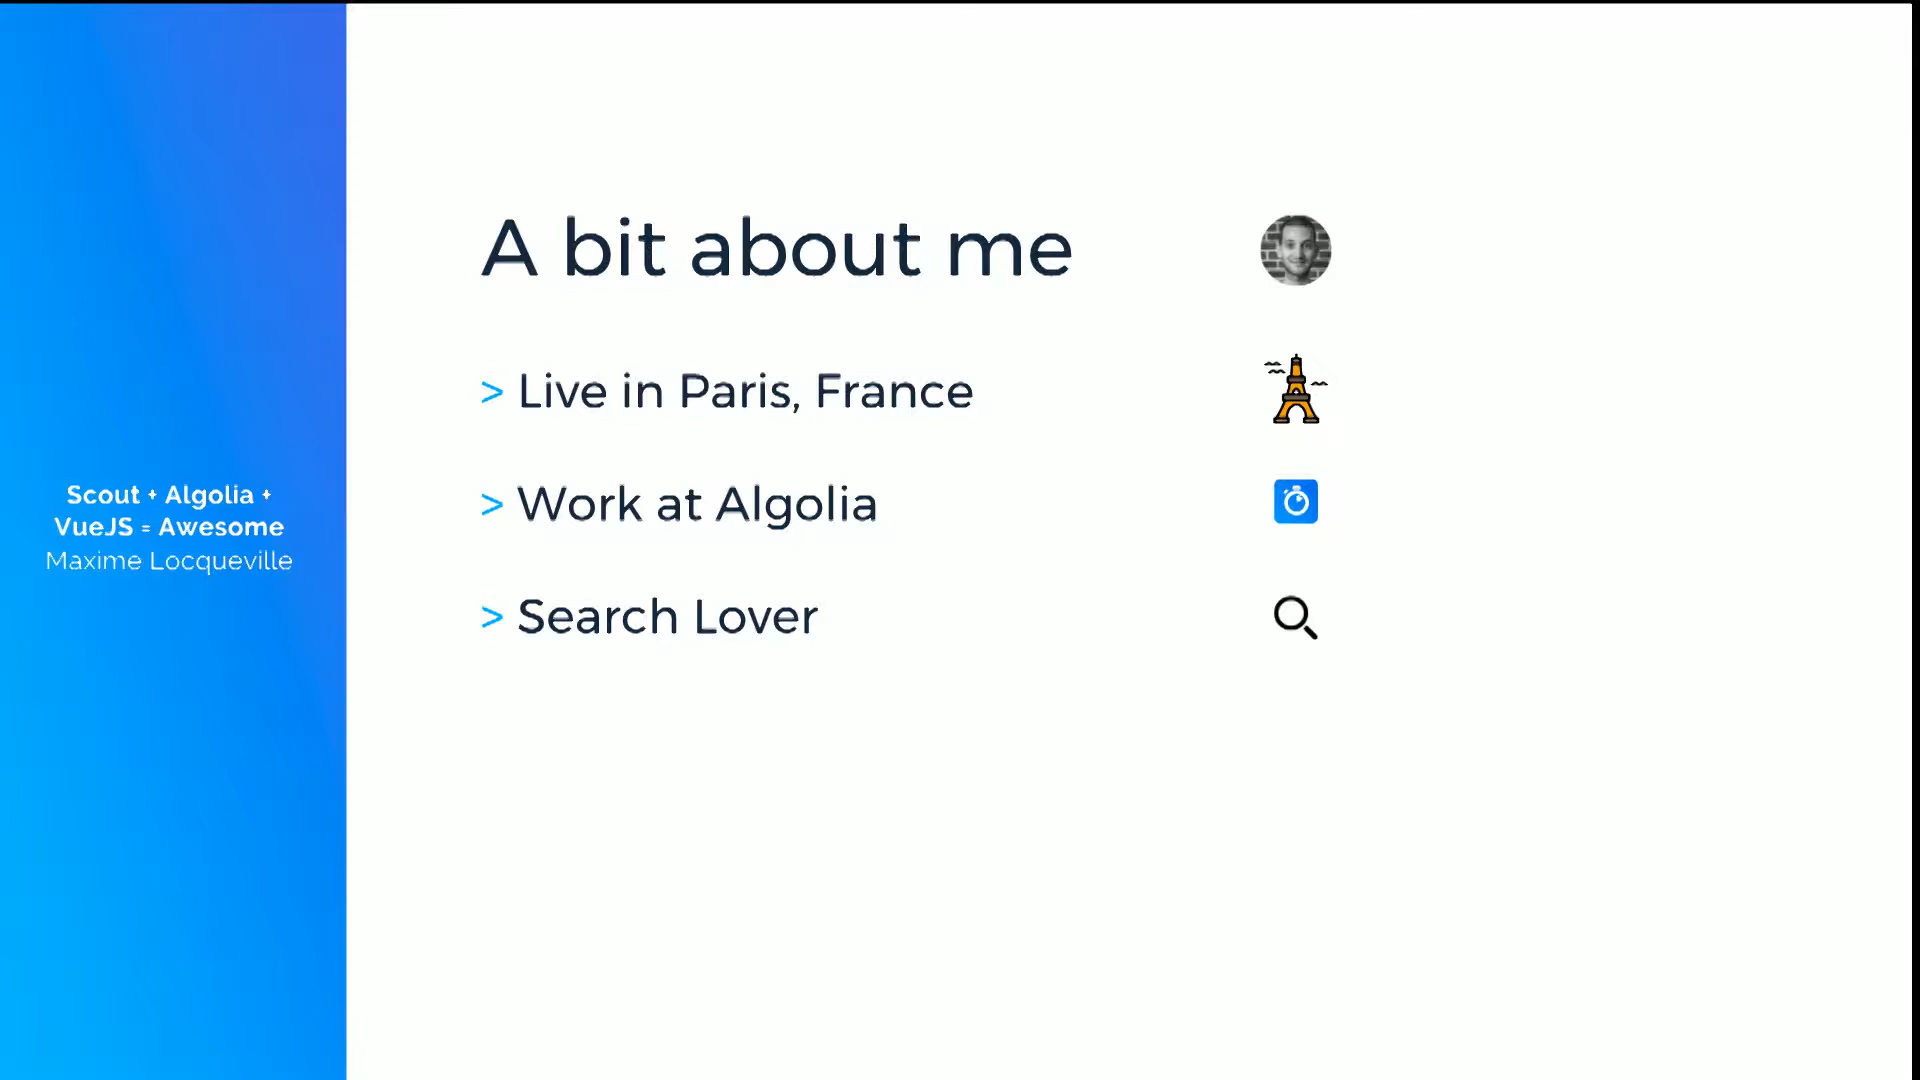 Scout + Algolia +
VueJS = Awesome
Maxime Locqueville
A bit about me
> Live in Paris, France
> Work at Algolia
> Search Lover